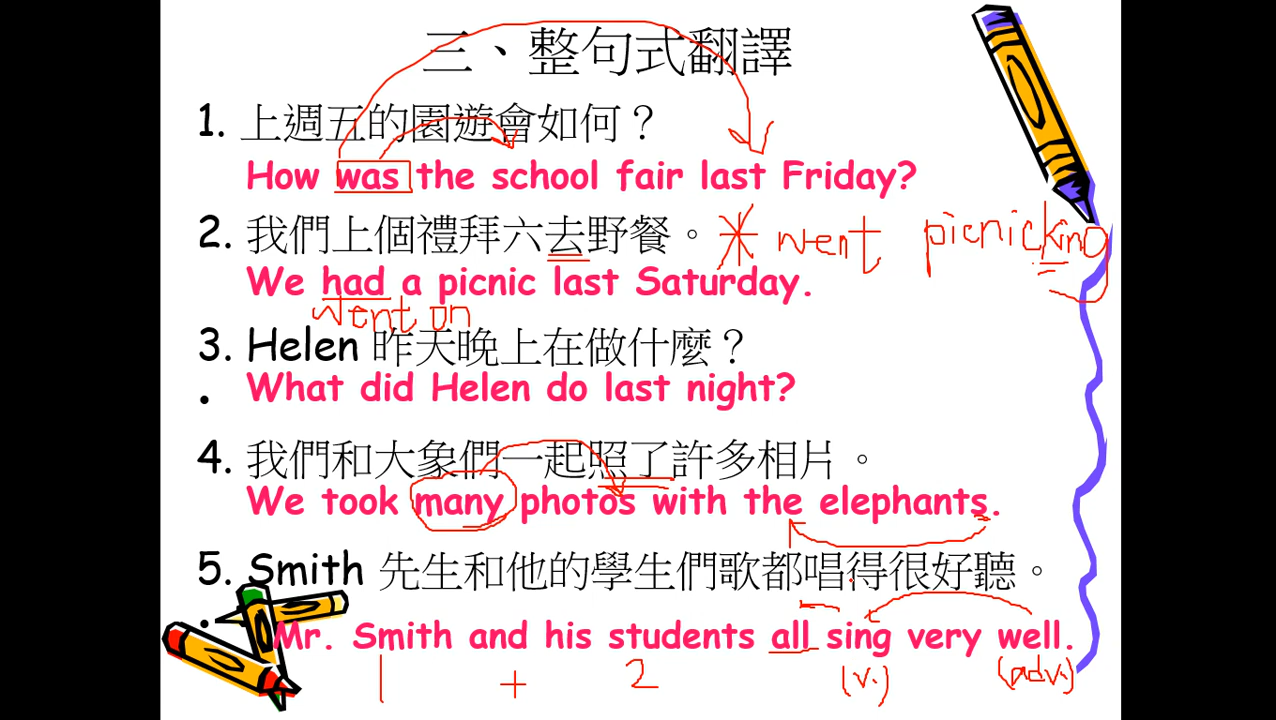 三、整句式翻譯
1. 上週五的園遊會如何？
How was the school fair last Friday?
2. 我們上個禮拜六去野餐。 went picnicking
We had a picnic last Saturday.
went on
3. Helen 昨天晚上在做什麼？
. What did Helen do last night?
4. 我們和大象們一起照了許多相片。
We took many photos with the elephants.
5. Smith 先生和他的學生們歌都唱得很好聽。
. Mr. Smith and his students all sing very well.
1 + 2 (v.) (adv.)